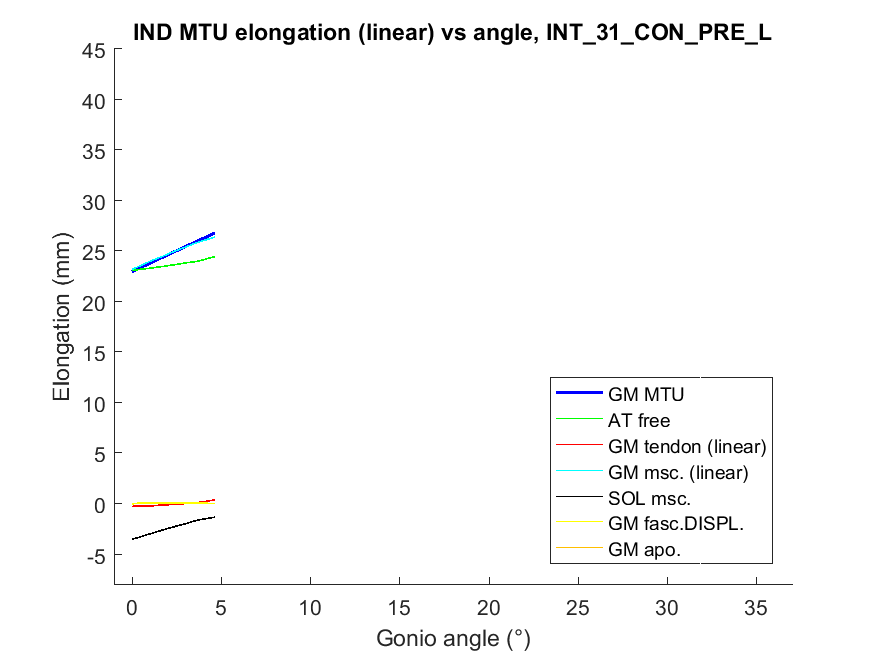 IND MTU elongation (linear) vs angle, INT_31_CON_PRE_L
45
40
35
30
25
20
15
10
5
0
-5
Elongation (mm)
GM MTU
AT free
GM tendon (linear)
GM msc. (linear)
SOL msc.
GM fasc.DISPL.
GM apo.
0 5 10 15 20 25 30 35
Gonio angle (°)